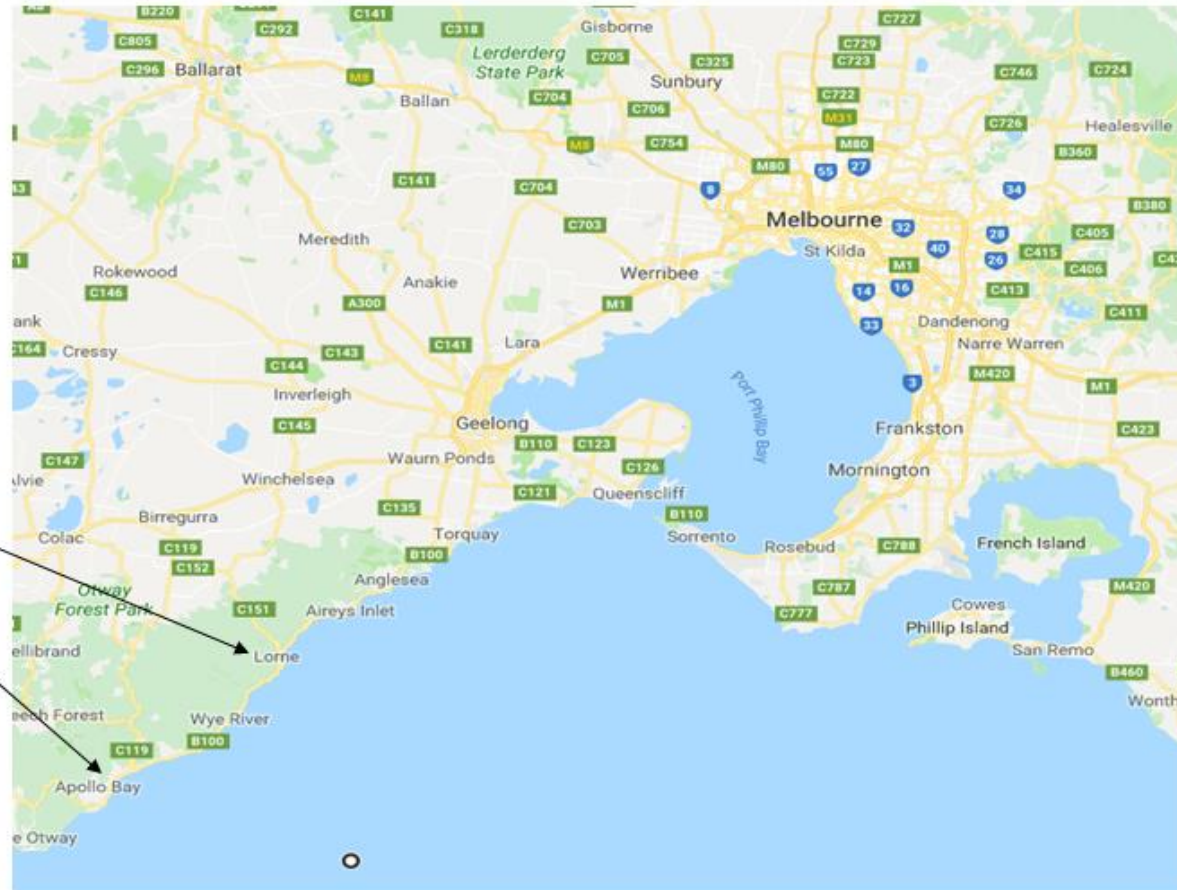 C141
C727
B220
C292
C318
Gisborne
C805
C729
Lerderderg
State Park
C705
C325
C723
C296
Ballarat
M8
Sunbury
C746
C724
Ballan
C704
C722
C706
M31
C726
Healesville
M8
C754
M80
B360
M80
55
27
C141
C704
8
34
B380
C703
Melbourne
32
28
C405
Meredith
40
C415
St Kilda
26
Rokewood
Anakie
Werribee
M1
C406
C146
A300
M1
14
16
C413
33
Dandenong
C411
C164
Cressy
C143
C141
Lara
Narre Warren
C144
M420
M1
Inverleigh
3
Port Phillip Bay
Geelong
Frankston
C423
C145
B110
C123
C147
Waurn Ponds
C126
Mornington
Winchelsea
C121
Queenscliff
Birregurra
C135
B110
Colac
C119
Torquay
Sorrento
Rosebud
C788
French Island
C152
B100
Anglesea
Otway
Forest Park
C787
M420
C151
Aireys Inlet
C777
Cowes
Phillip Island
Lorne
San Remo
B460
Wye River
B100
C119
Apollo Bay
Otway